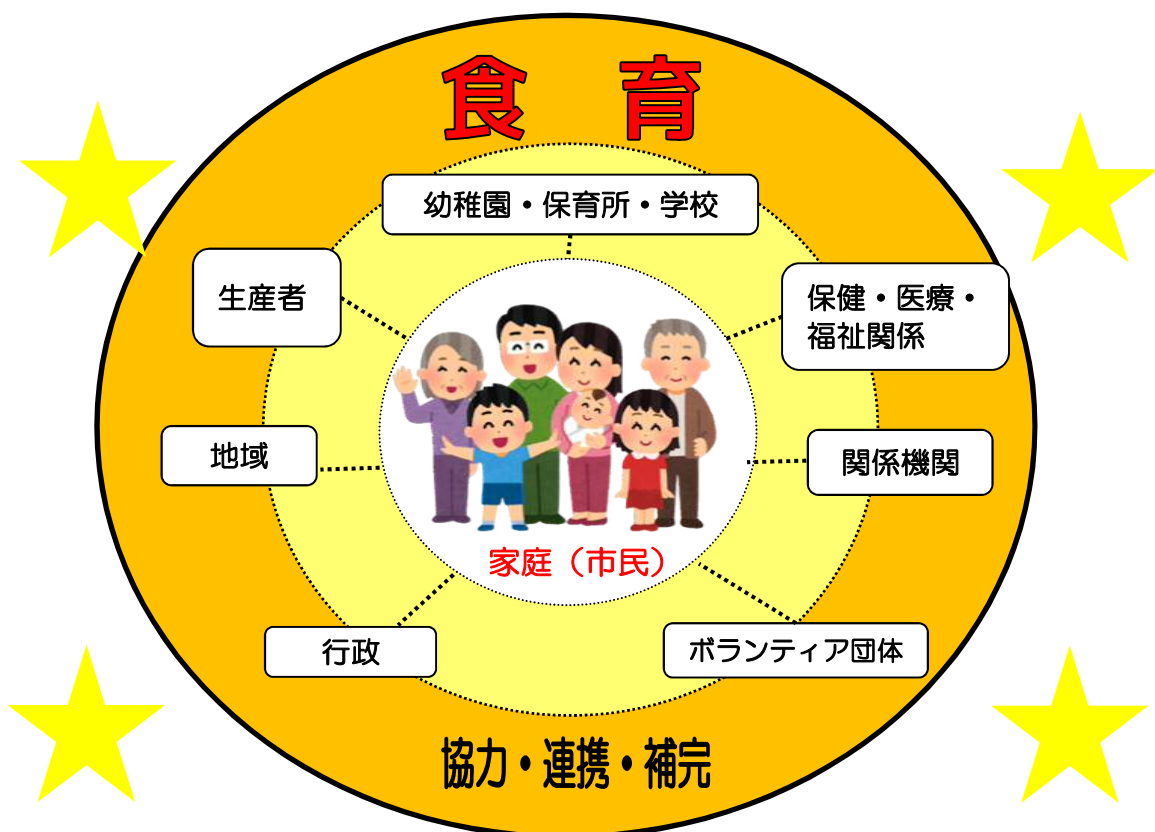 食　育
幼稚園・保育所・学校
生産者
保健・医療・
福祉関係
地域
関係機関
家庭（市民）
行政
ボランティア団体
協力・連携・補完